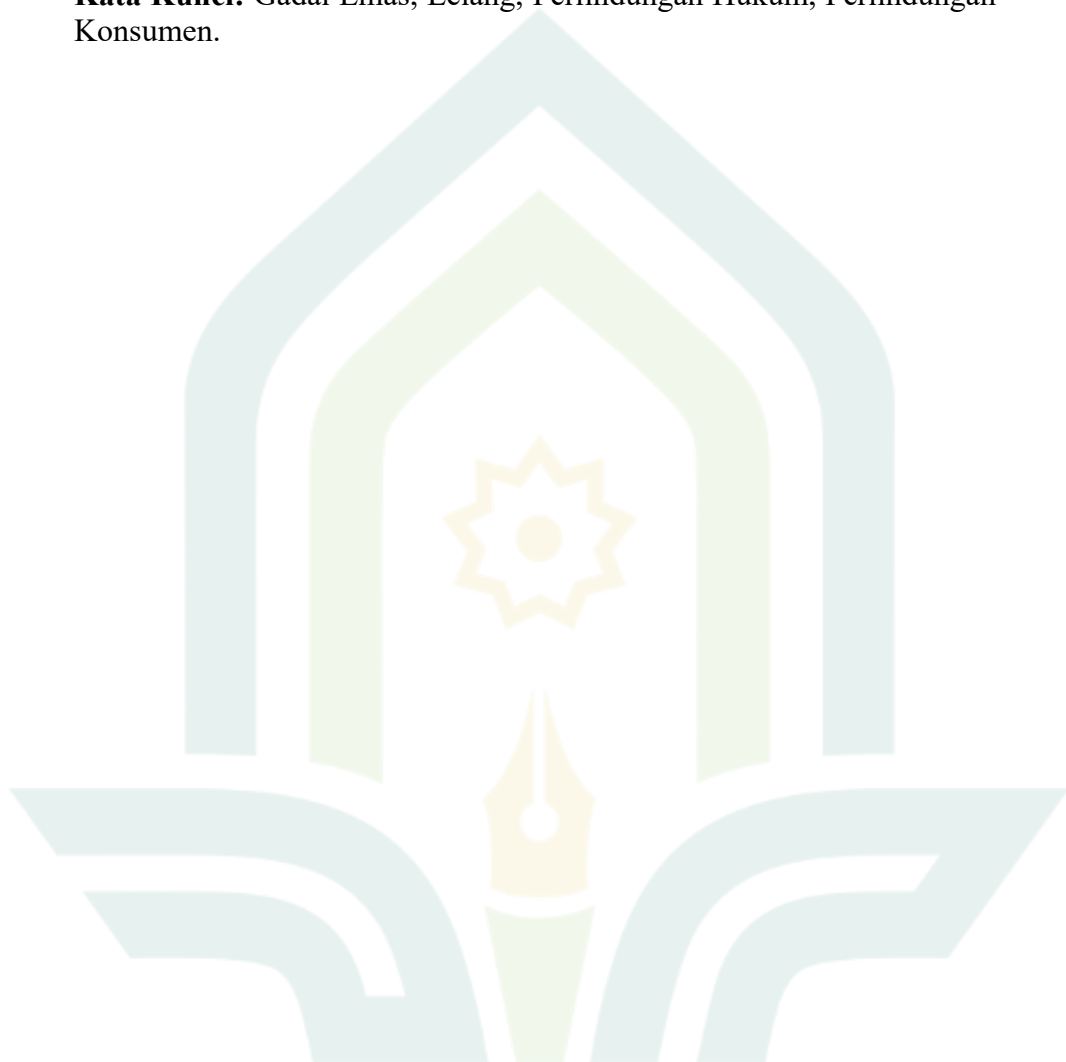 Kata Kunci: Gadai Emas, Lelang, Perlindungan Hukum, Perlindungan
Konsumen.